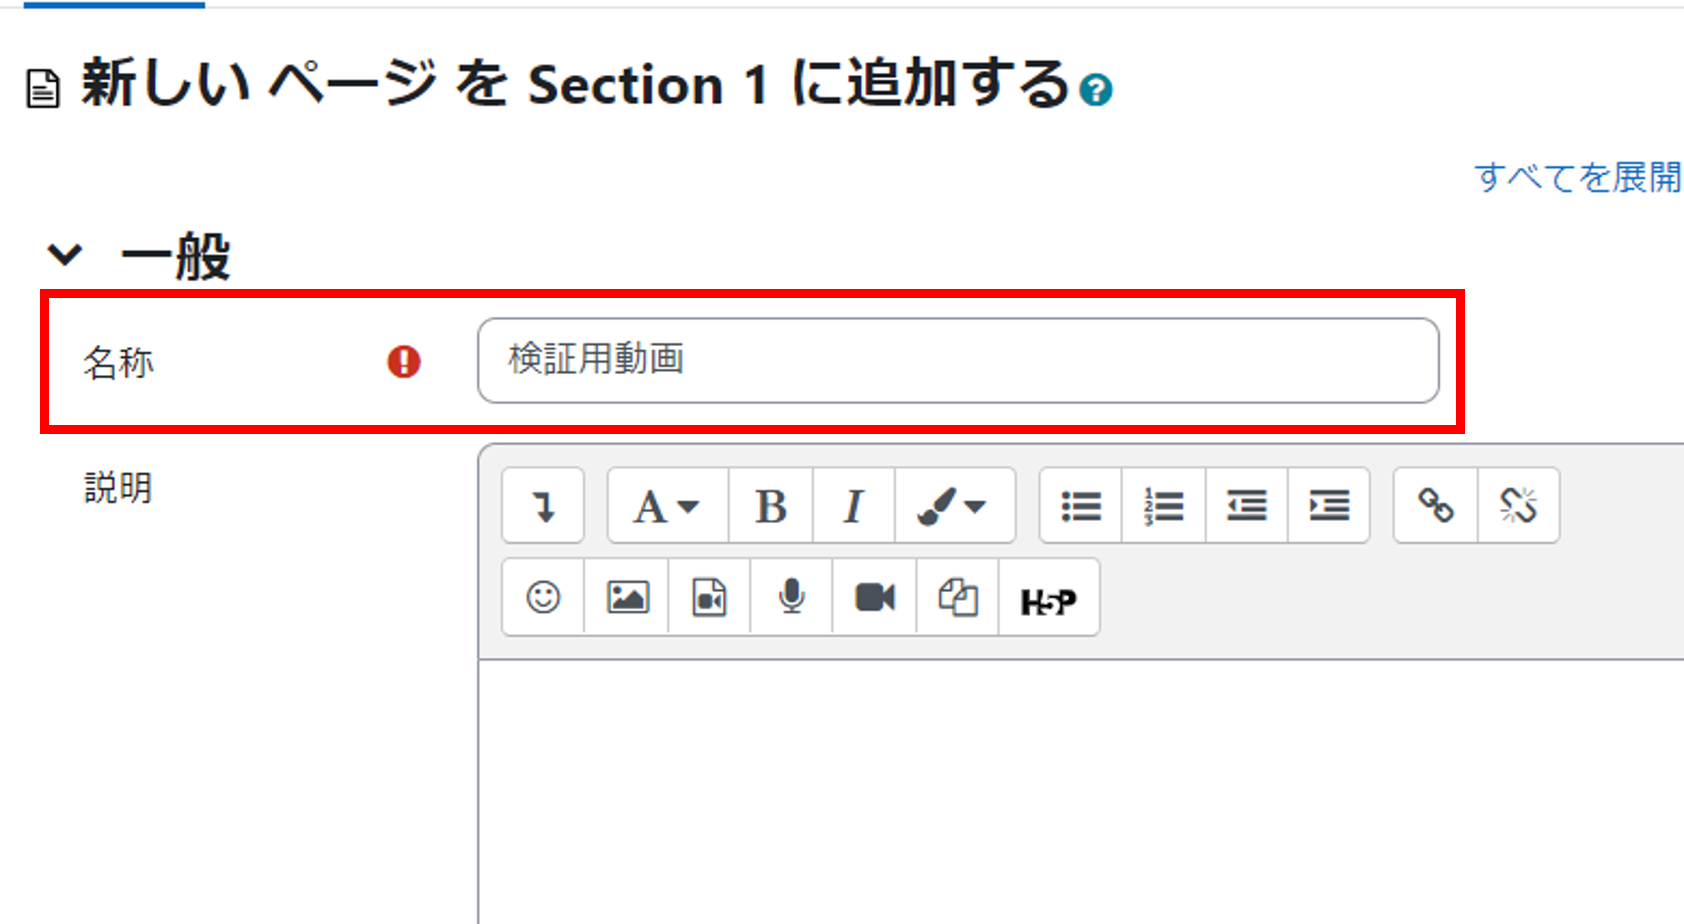 新しい ページ を Section 1 に追加する
すべてを展開
一般
名称
検証用動画
説明
A B I
H5P